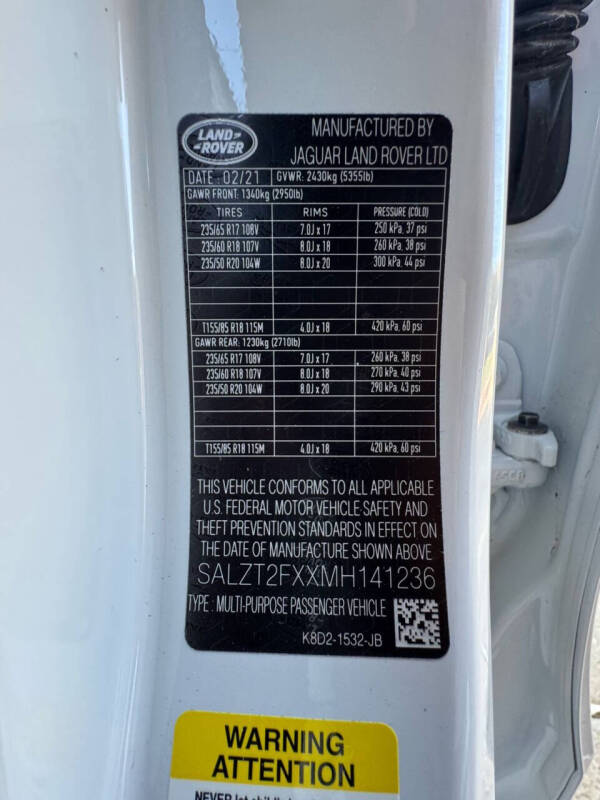 LAND-
-ROVER
MANUFACTURED BY
JAGUAR LAND ROVER LTD
DATE : 02/21 GVWR: 2430kg (5355lb)
GAWR FRONT: 1340kg (2950lb)
TIRES RIMS PRESSURE (COLD)
235/65 R17 108V 7.0J x 17 250 kPa, 37 psi
235/60 R18 107V 8.0J x 18 260 kPa, 38 psi
235/50 R20 104W 8.0J x 20 300 kPa, 44 psi
T155/85 R18 115M 4.0J x 18 420 kPa, 60 psi
GAWR REAR: 1230kg (2710lb)
235/65 R17 108V 7.0J x 17 260 kPa, 38 psi
235/60 R18 107V 8.0J x 18 270 kPa, 40 psi
235/50 R20 104W 8.0J x 20 290 kPa, 43 psi
T155/85 R18 115M 4.0J x 18 420 kPa, 60 psi
THIS VEHICLE CONFORMS TO ALL APPLICABLE
U.S. FEDERAL MOTOR VEHICLE SAFETY AND
THEFT PREVENTION STANDARDS IN EFFECT ON
THE DATE OF MANUFACTURE SHOWN ABOVE
SALZT2FXXMH141236
TYPE : MULTI-PURPOSE PASSENGER VEHICLE
K8D2-1532-JB
WARNING
ATTENTION
NEVER let